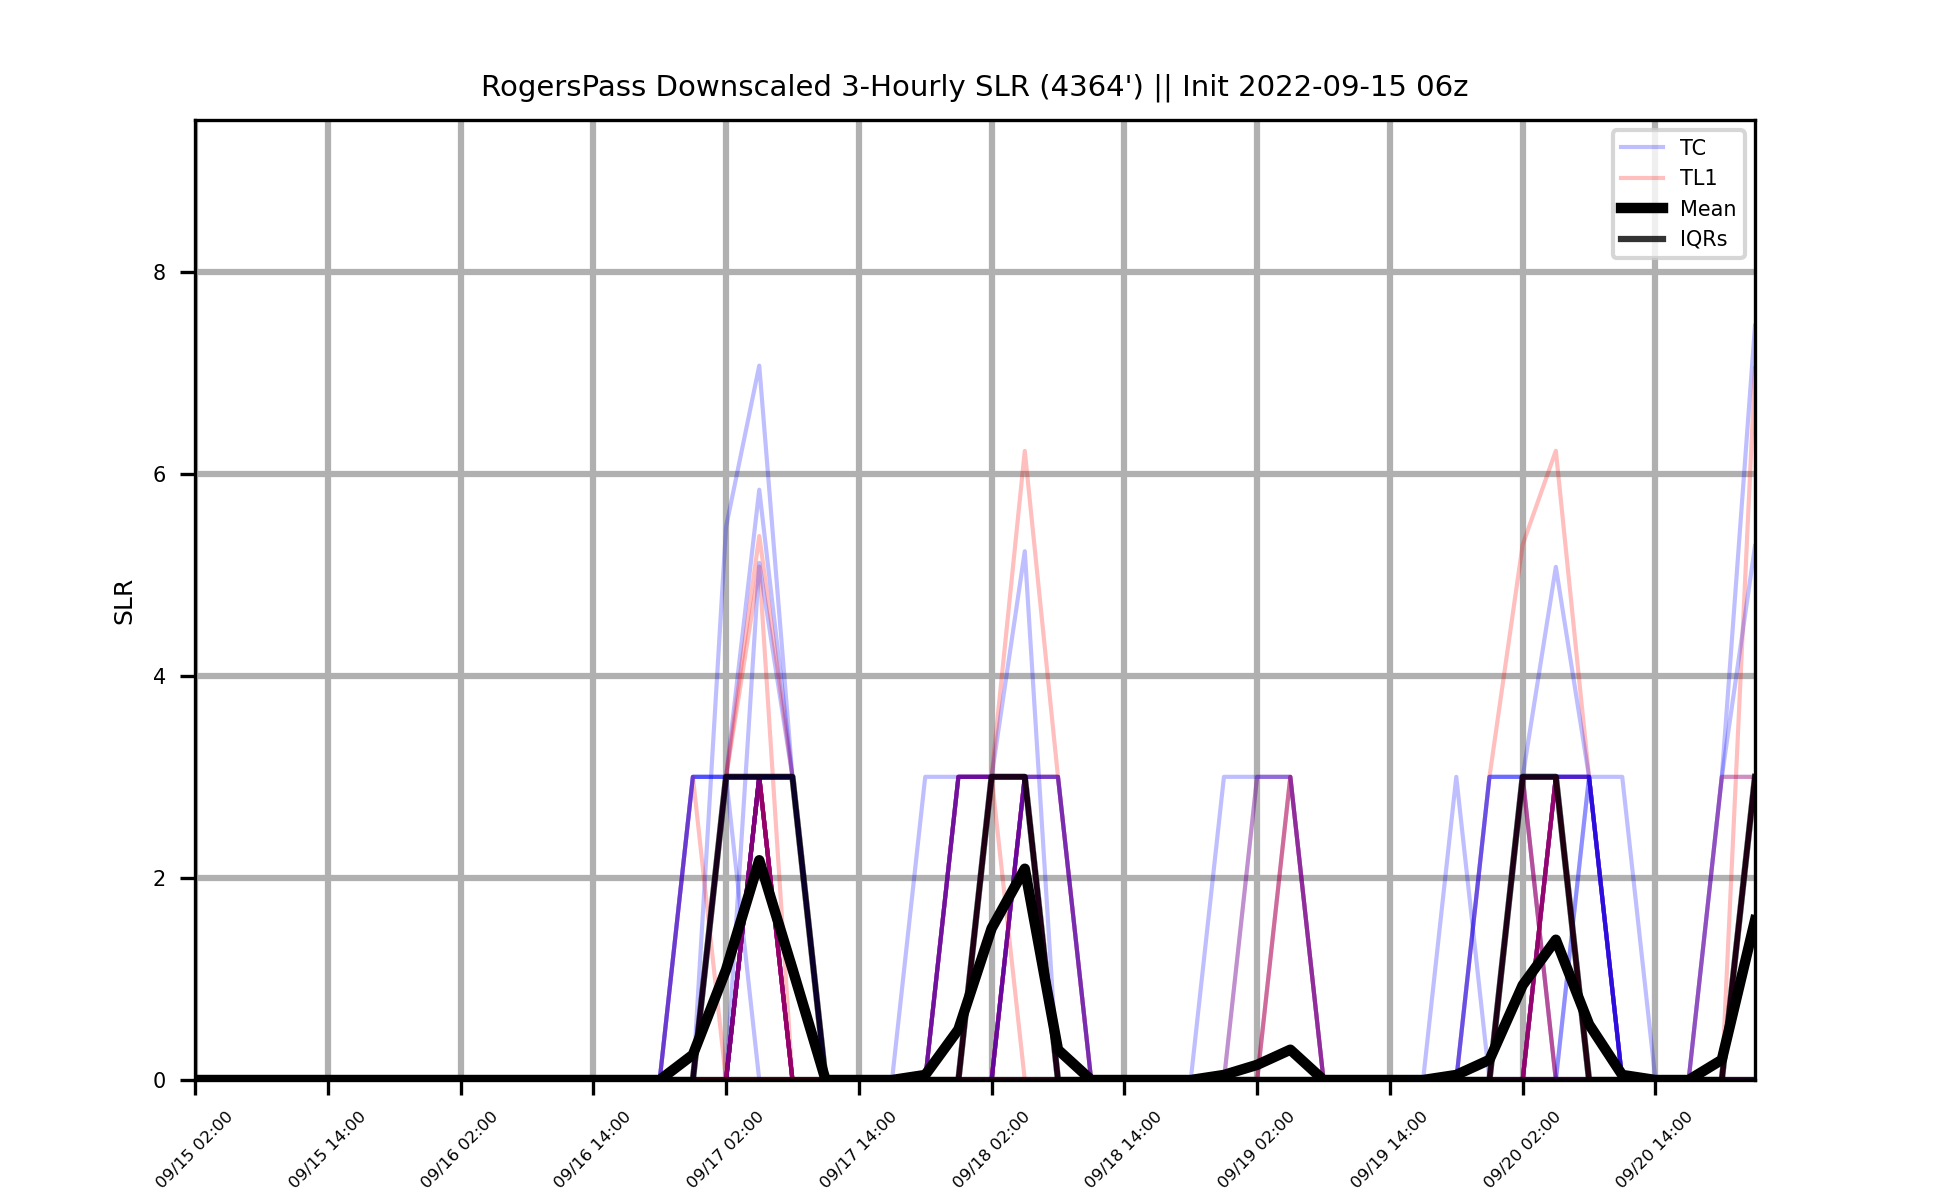 RogersPass Downscaled 3-Hourly SLR (4364') || Init 2022-09-15 06z
TC
TL1
Mean
IQRs
8
6
4
2
0
SLR
09/15 02:00
09/15 14:00
09/16 02:00
09/16 14:00
09/17 02:00
09/17 14:00
09/18 02:00
09/18 14:00
09/19 02:00
09/19 14:00
09/20 02:00
09/20 14:00